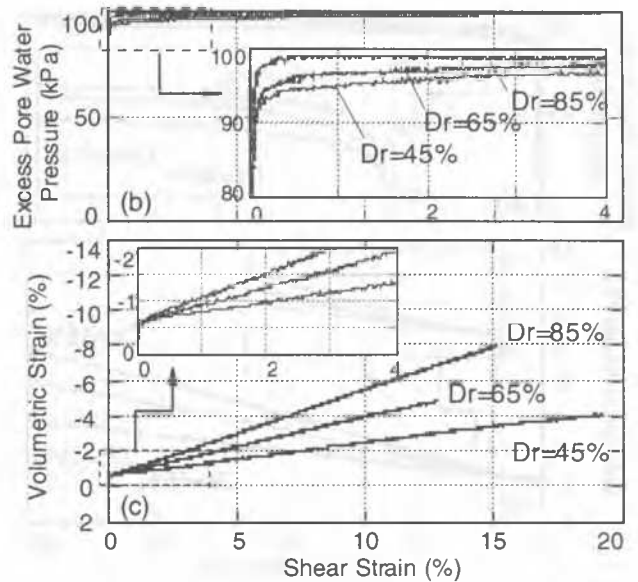 Excess Pore Water
Pressure (kPa)
100
50
0
(b)
100
90
80
0
2
4
Dr=85%
Dr=65%
Dr=45%
Volumetric Strain (%)
-14
-12
-10
-8
-6
-4
-2
0
2
-2
-1
0
0
2
4
Dr=85%
Dr=65%
Dr=45%
(c)
0
5
10
15
20
Shear Strain (%)